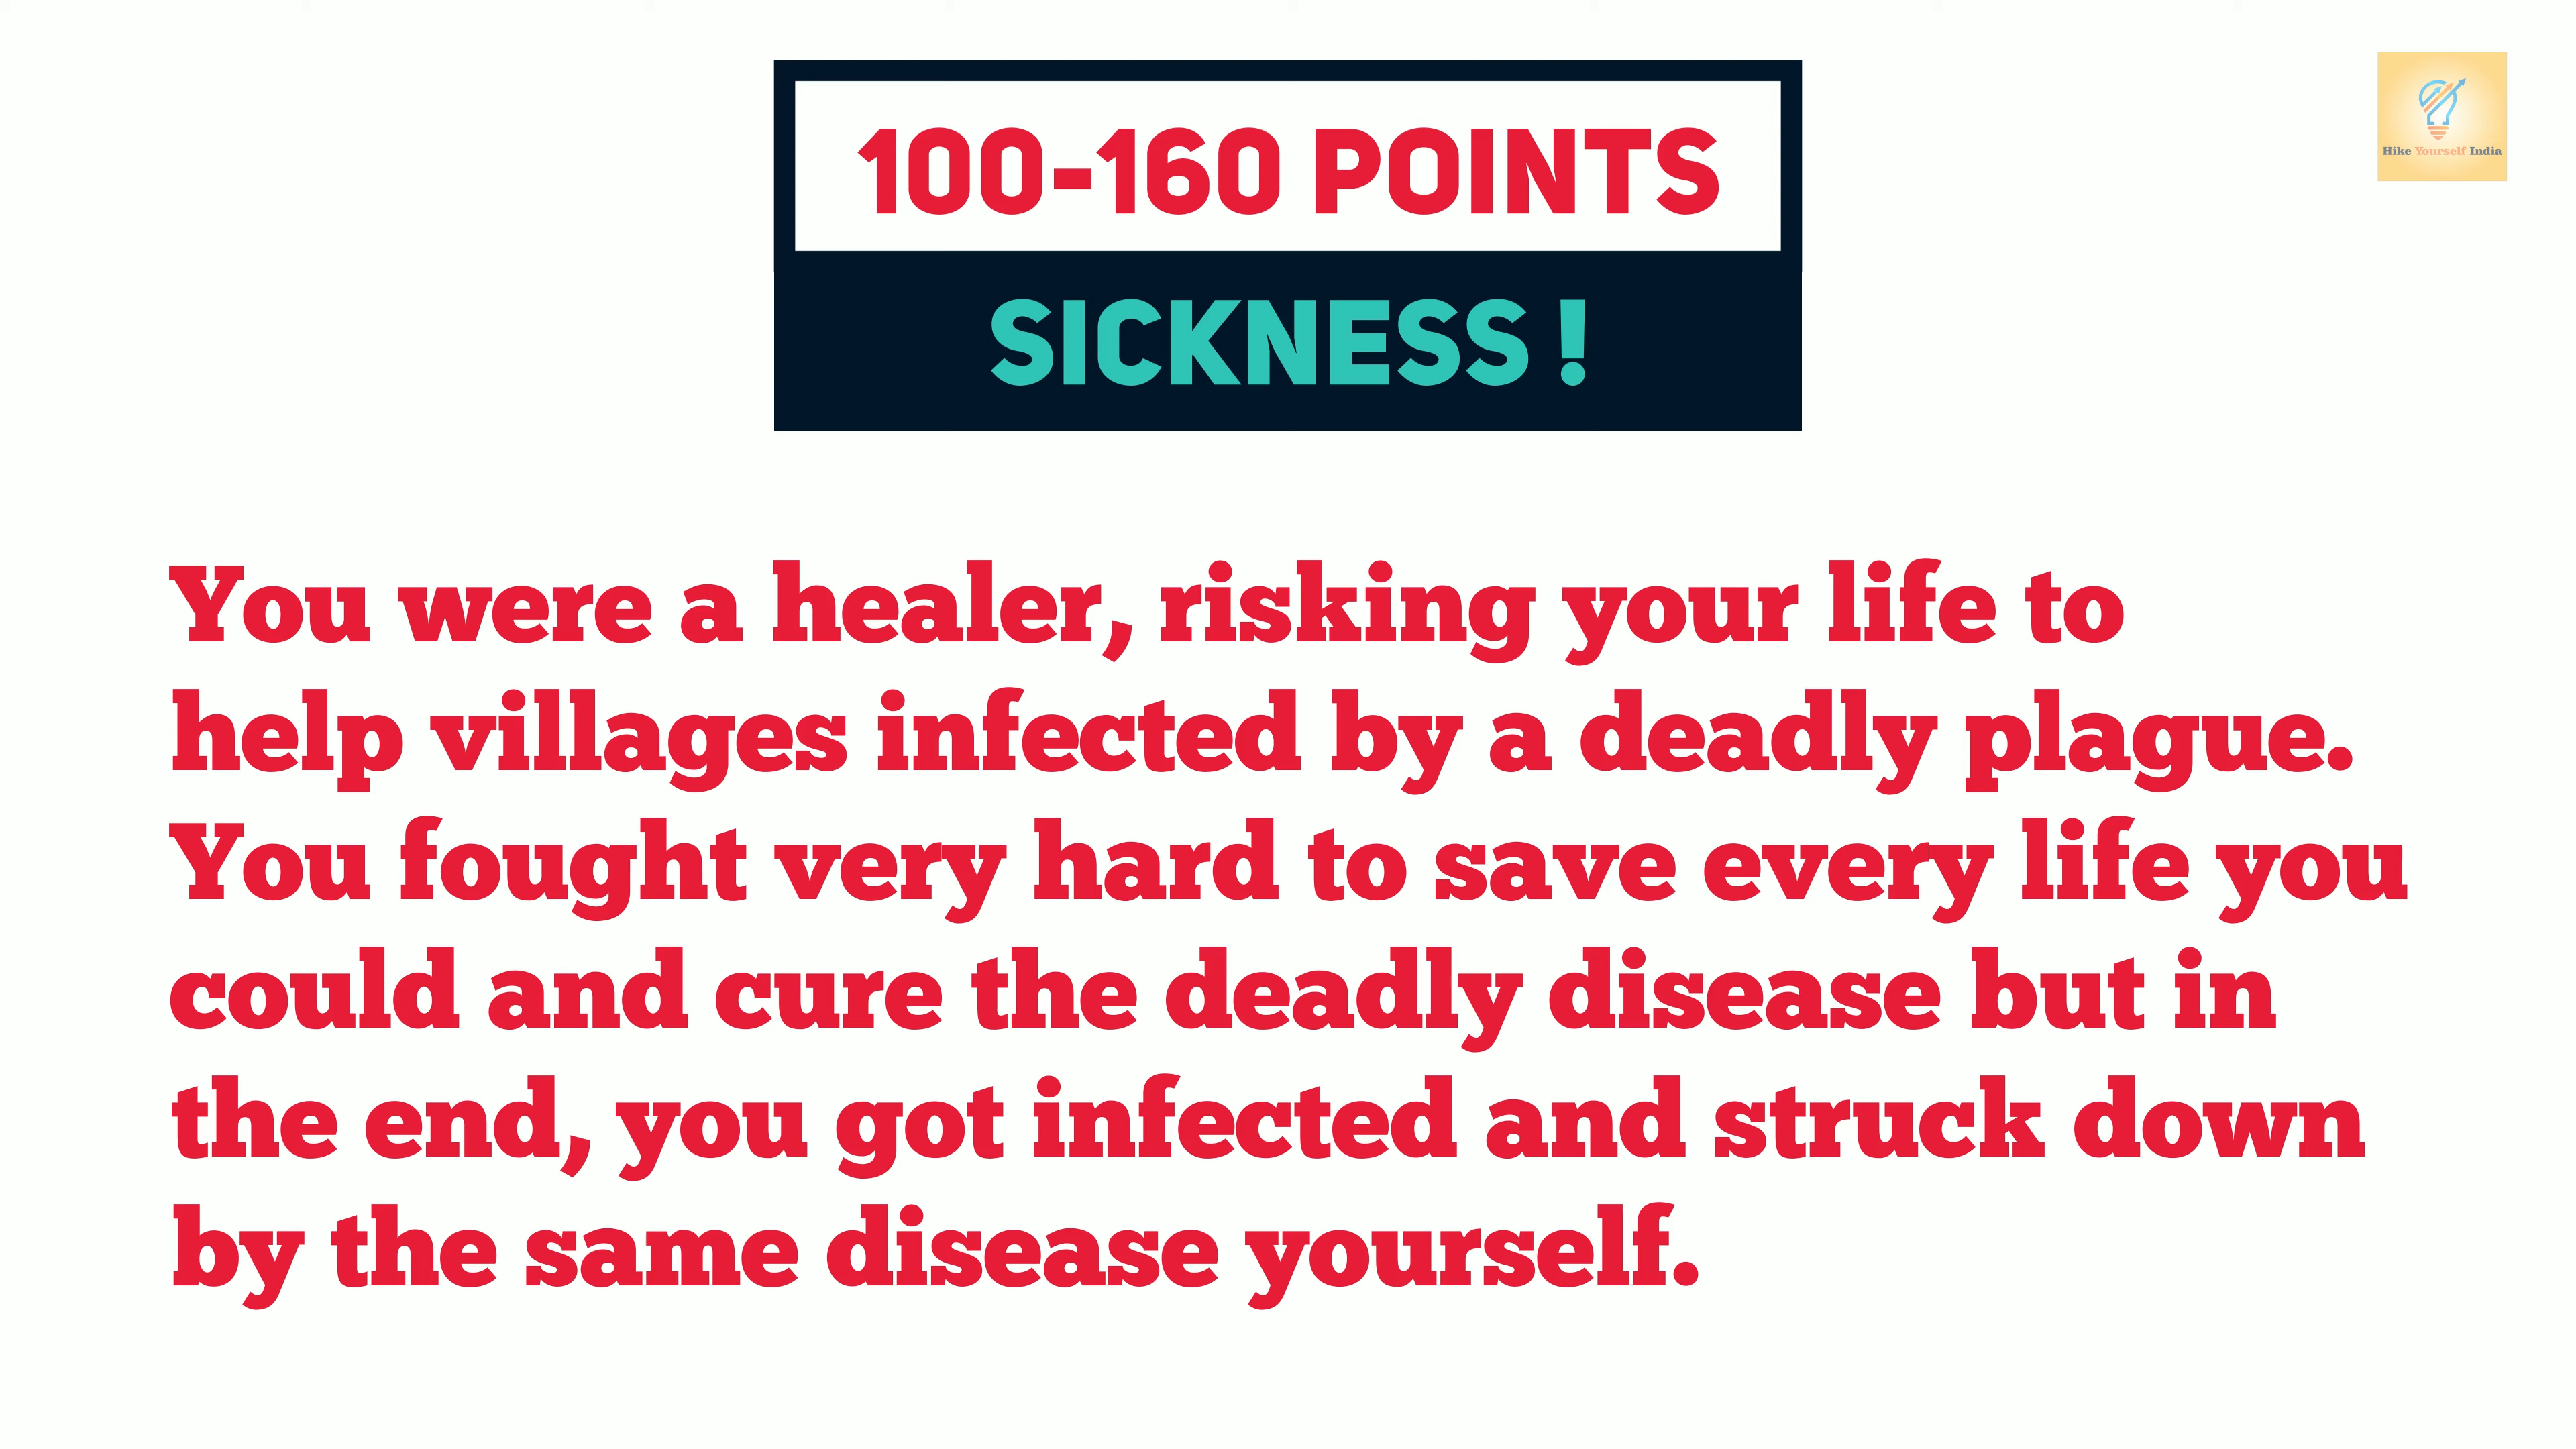 100-160 POINTS
SICKNESS !
Hike Yourself India
You were a healer, risking your life to
help villages infected by a deadly plague.
You fought very hard to save every life you
could and cure the deadly disease but in
the end, you got infected and struck down
by the same disease yourself.